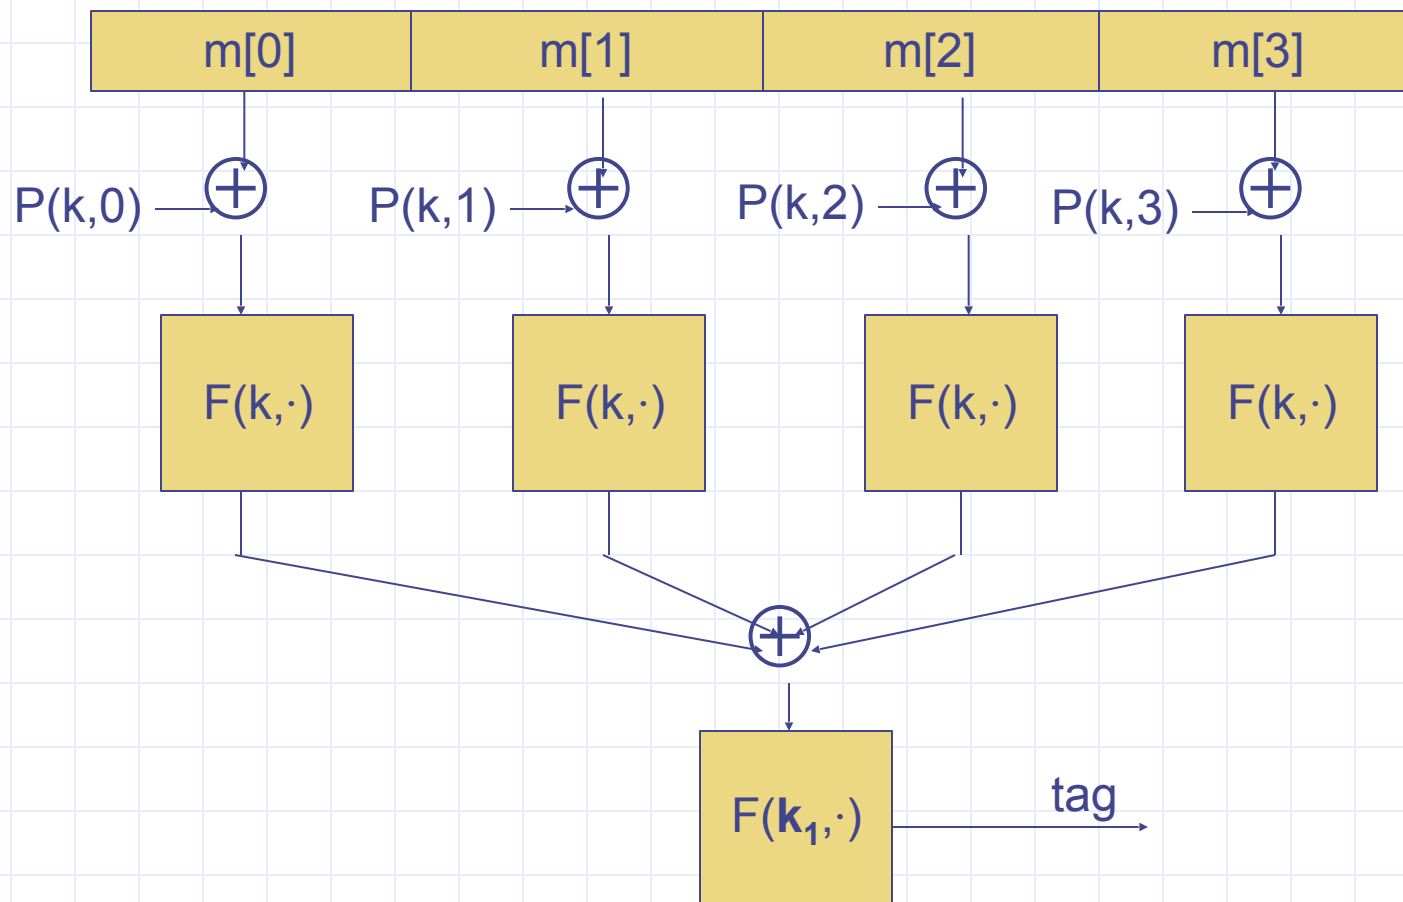 m[0] m[1] m[2] m[3]
P(k,0) P(k,1) P(k,2) P(k,3)
F(k,·) F(k,·) F(k,·) F(k,·)
F(k₁,·)
tag